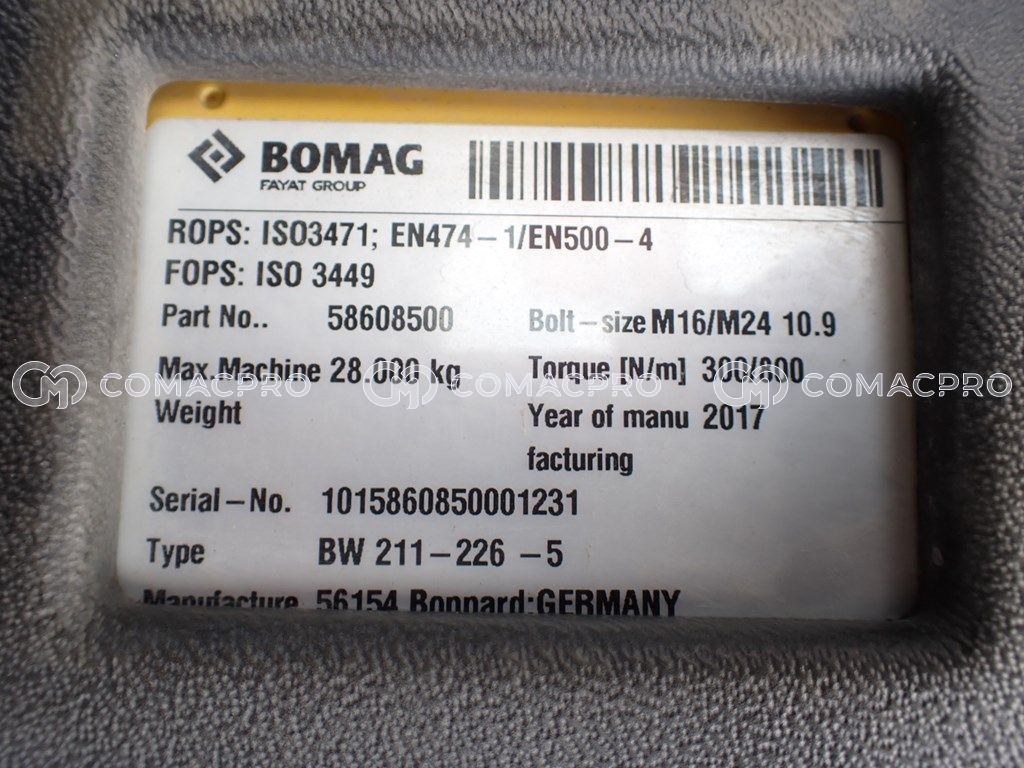 BOMAG
FAYAT GROUP
ROPS: ISO3471; EN474-1/EN500-4
FOPS: ISO 3449
Part No.. 58608500 Bolt-size M16/M24 10.9
Max.Machine 28.000 kg Torque [N/m] 300/800
Weight Year of manu 2017
facturing
Serial-No. 1015860850001231
Type BW 211-226 -5
Manufacture 56154 Boppard:GERMANY
COMACPRO COMACPRO COMACPRO